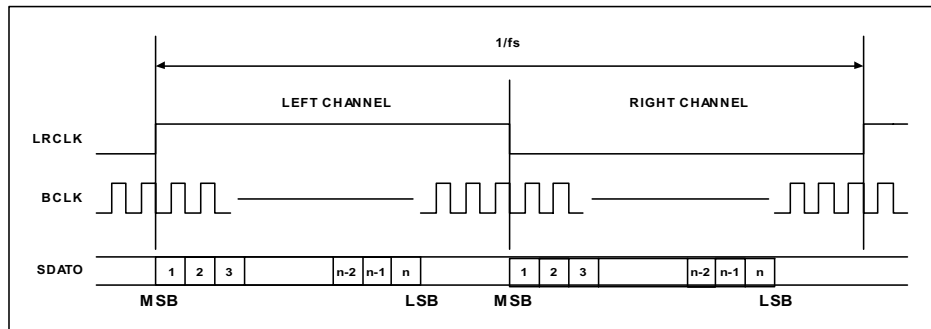 1/fs
LEFT CHANNEL RIGHT CHANNEL
LRCLK
BCLK
SDATO 1 2 3 n-2 n-1 n 1 2 3 n-2 n-1 n
MSB LSB MSB LSB